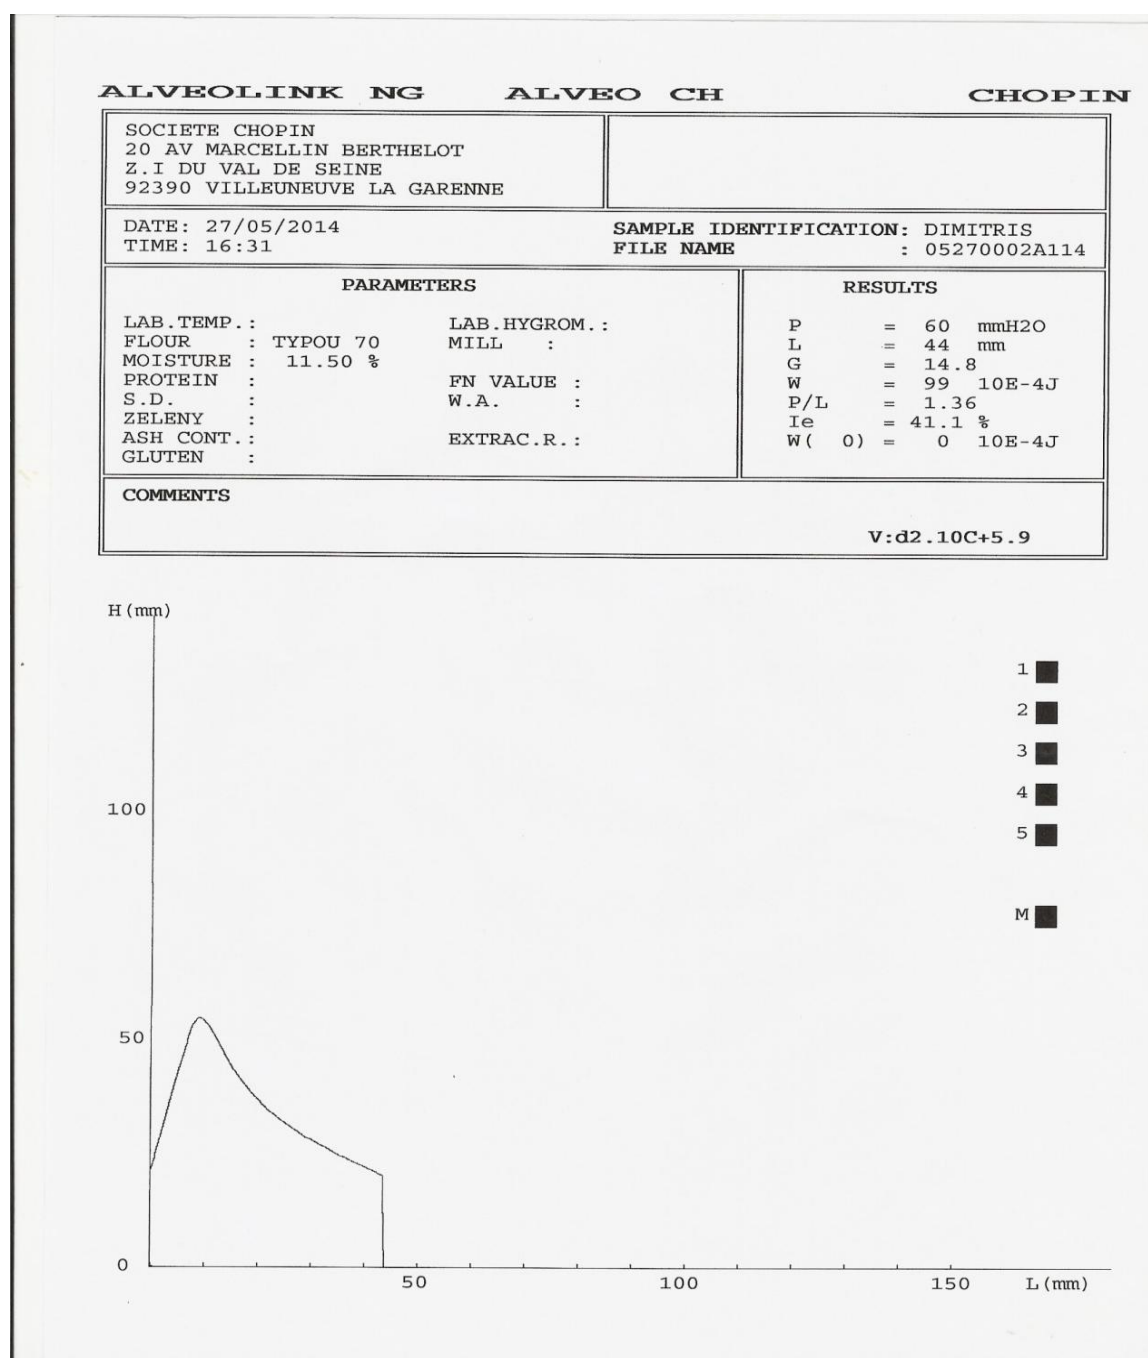 ALVEOLINK NG ALVEO CH CHOPIN
SOCIETE CHOPIN
20 AV MARCELLIN BERTHELOT
Z.I DU VAL DE SEINE
92390 VILLEUNEUVE LA GARENNE
DATE: 27/05/2014
TIME: 16:31
SAMPLE IDENTIFICATION: DIMITRIS
FILE NAME : 05270002A114
PARAMETERS
LAB.TEMP.: LAB.HYGROM.:
FLOUR : TYPOU 70 MILL :
MOISTURE : 11.50 %
PROTEIN : FN VALUE :
S.D. : W.A. :
ZELENY :
ASH CONT.: EXTRAC.R.:
GLUTEN :
RESULTS
P = 60 mmH2O
L = 44 mm
G = 14.8
W = 99 10E-4J
P/L = 1.36
Ie = 41.1 %
W( 0) = 0 10E-4J
COMMENTS
V:d2.10C+5.9
H(mm)
1
2
3
4
5
M
100
50
0
50 100 150 L(mm)